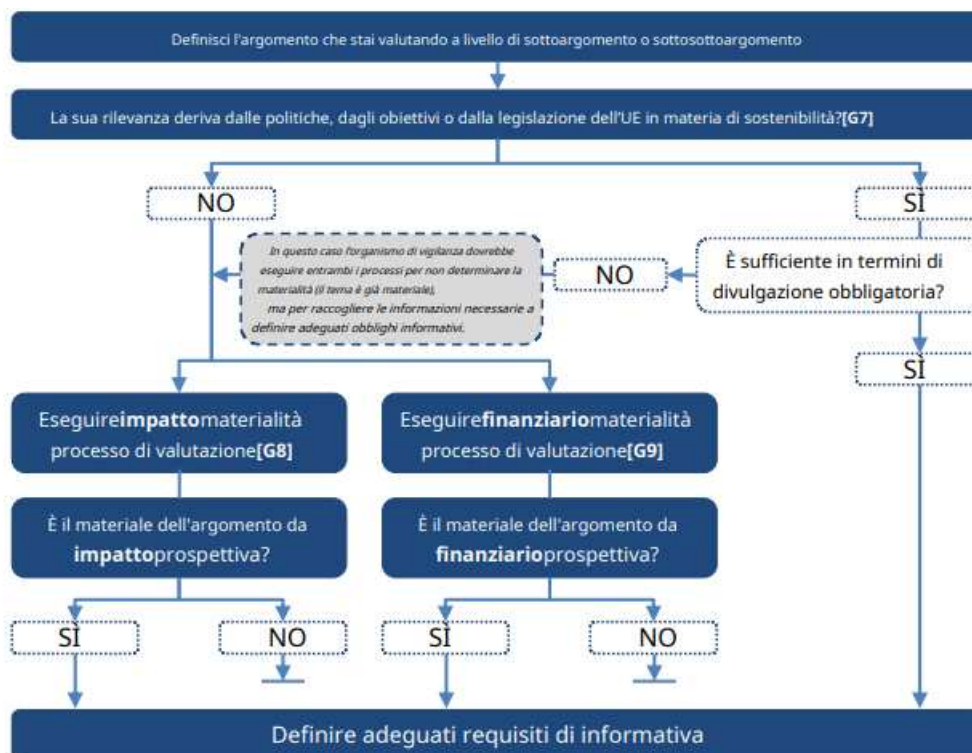 Definisci l'argomento che stai valutando a livello di sottoargomento o sottosottoargomento
La sua rilevanza deriva dalle politiche, dagli obiettivi o dalla legislazione dell'UE in materia di sostenibilità?[G7]
NO
SÌ
In questo caso l'organismo di vigilanza dovrebbe
eseguire entrambi i processi per non determinare la
materialità (il tema è già materiale),
ma per raccogliere le informazioni necessarie a
definire adeguati obblighi informativi.
NO
È sufficiente in termini di
divulgazione obbligatoria?
SÌ
Eseguireimpattomaterialità
processo di valutazione[G8]
Eseguirefinanziariomaterialità
processo di valutazione[G9]
È il materiale dell'argomento da
impattoprospettiva?
È il materiale dell'argomento da
finanziarioprospettiva?
SÌ
NO
SÌ
NO
Definire adeguati requisiti di informativa